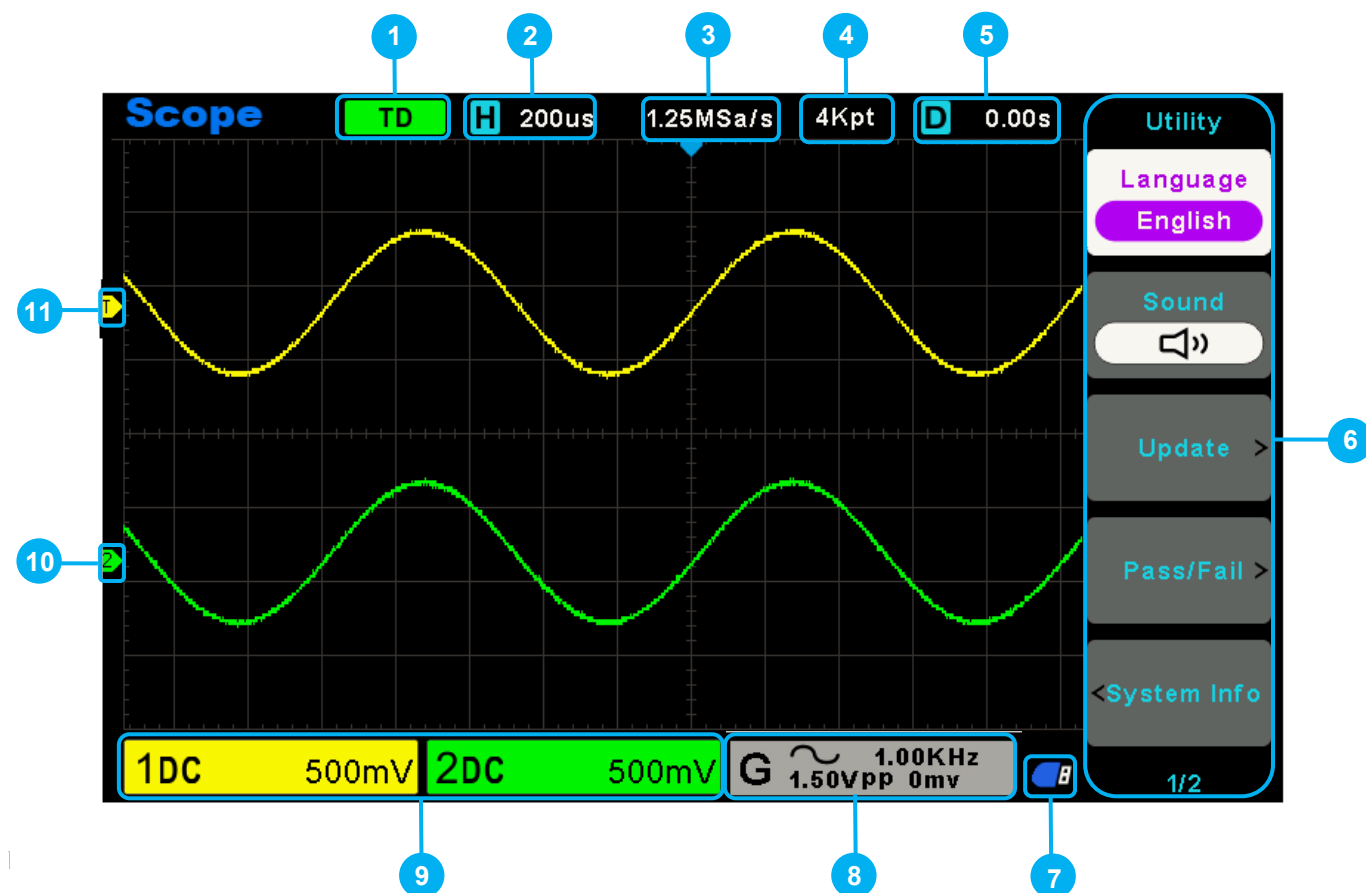 1 2 3 4 5
Scope TD H 200us 1.25MSa/s 4Kpt D 0.00s Utility
Language
English
Sound
11 T
Update > 6
10 2
Pass/Fail >
<System Info
1DC 500mV 2DC 500mV G 1.00KHz
1.50Vpp 0mv
1/2
9 8 7